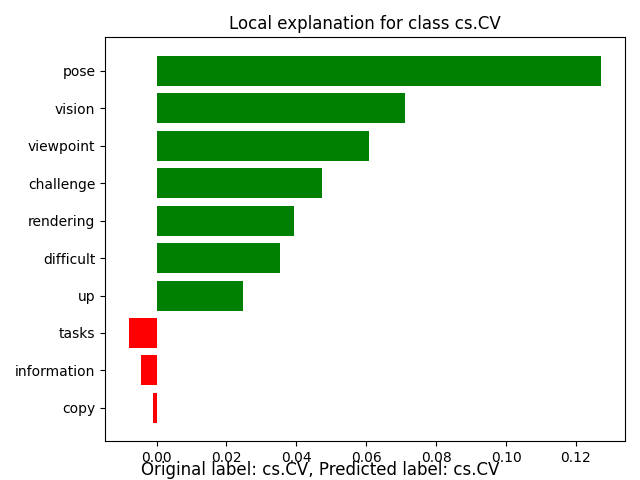 Local explanation for class cs.CV
pose
vision
viewpoint
challenge
rendering
difficult
up
tasks
information
copy
0.00 0.02 0.04 0.06 0.08 0.10 0.12
Original label: cs.CV, Predicted label: cs.CV